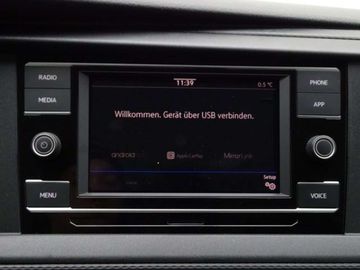 RADIO
MEDIA
MENU
11:39
0.5 °C
Willkommen. Gerät über USB verbinden.
android
Apple CarPlay
MirrorLink
Setup
PHONE
APP
VOICE